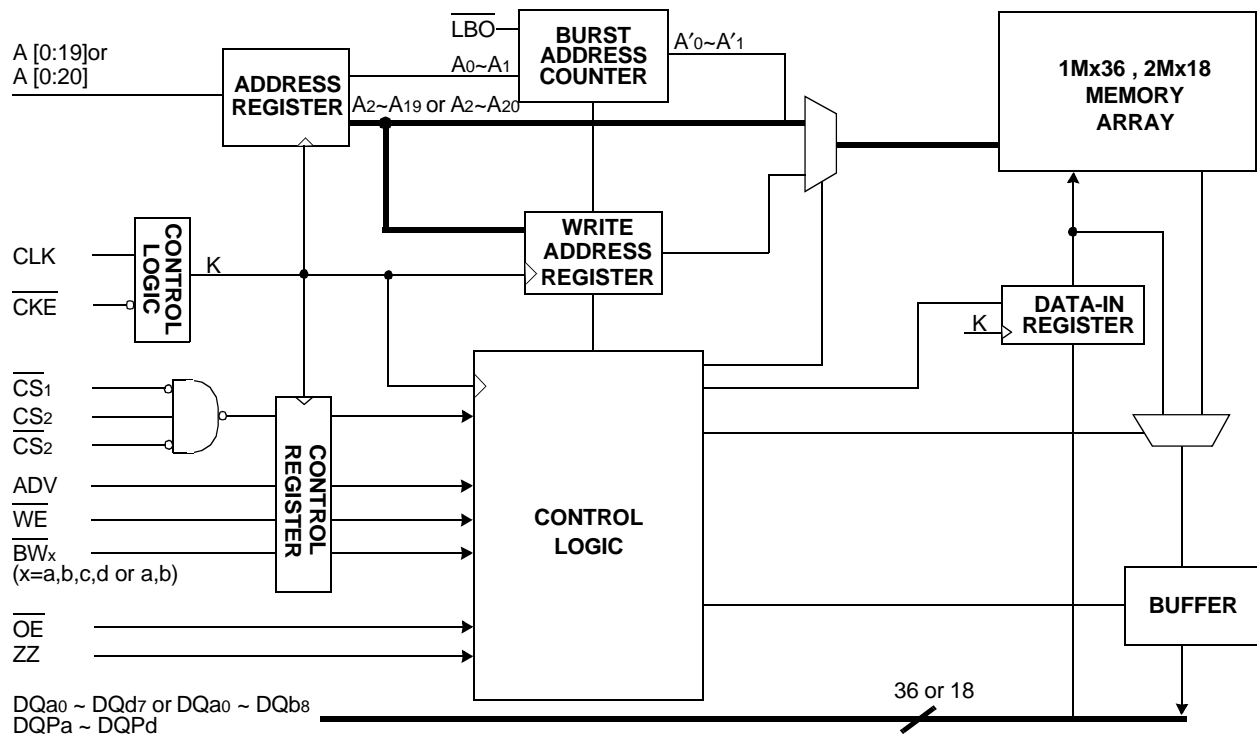 LBO
BURST
ADDRESS
COUNTER
A′0~A′1
A [0:19]or
A [0:20]
ADDRESS
REGISTER
A0~A1
A2~A19 or A2~A20
1Mx36 , 2Mx18
MEMORY
ARRAY
WRITE
ADDRESS
REGISTER
CLK
CKE
CONTROL
LOGIC
K
DATA-IN
REGISTER
K
CS1
CS2
CS2
ADV
WE
BWx
(x=a,b,c,d or a,b)
CONTROL
REGISTER
CONTROL
LOGIC
BUFFER
OE
ZZ
DQa0 ~ DQd7 or DQa0 ~ DQb8
DQPa ~ DQPd
36 or 18